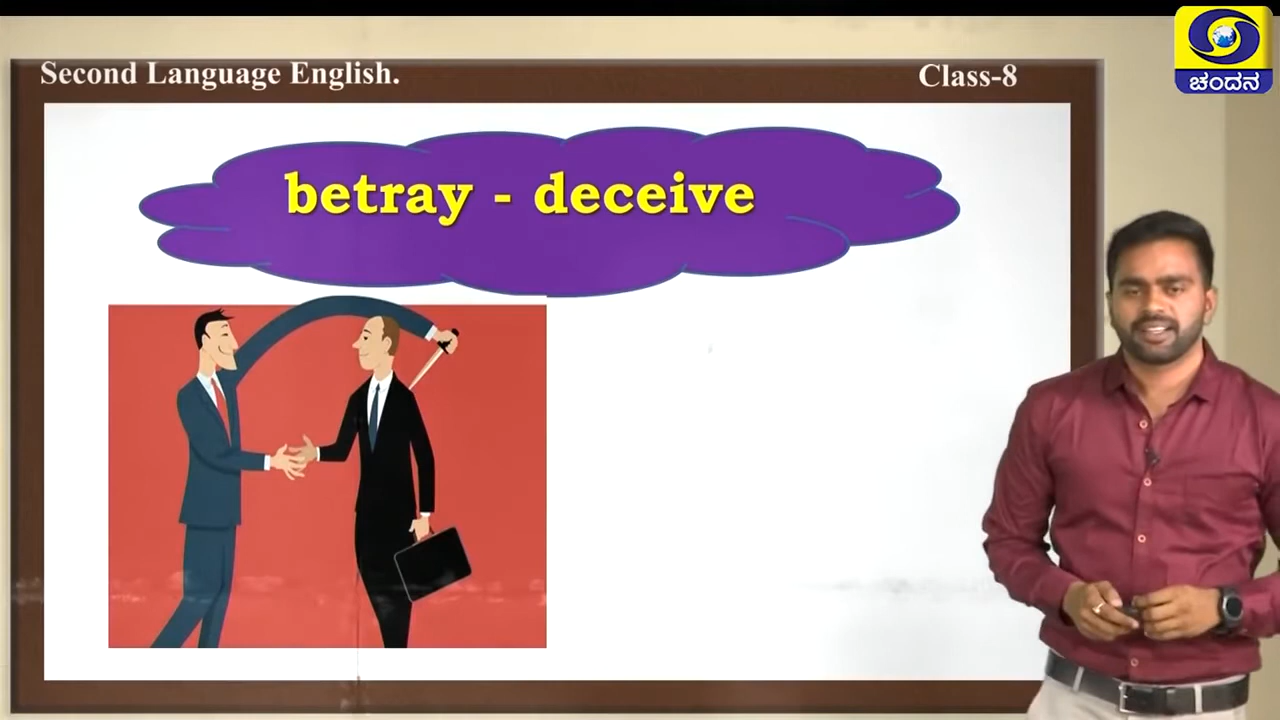 Second Language English.
Class-8
ಚಂದನ
betray - deceive